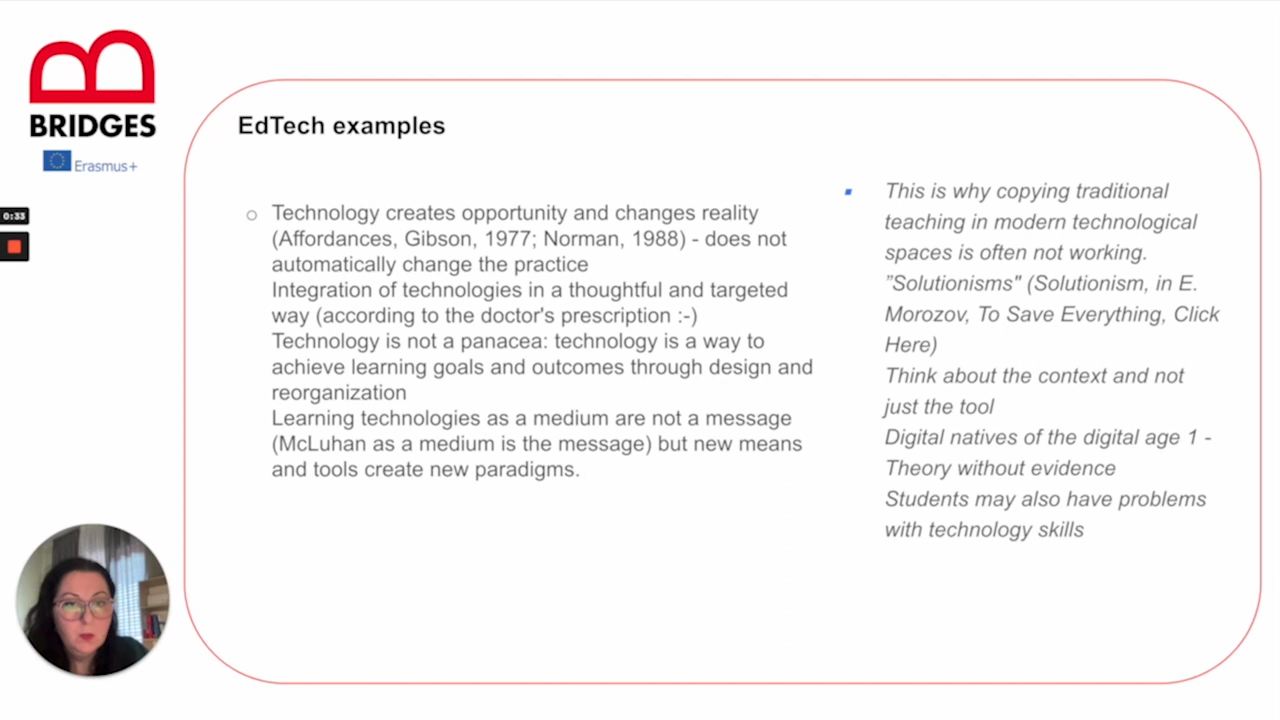 BRIDGES
Erasmus+
0:33
EdTech examples
Technology creates opportunity and changes reality
(Affordances, Gibson, 1977; Norman, 1988) - does not
automatically change the practice
Integration of technologies in a thoughtful and targeted
way (according to the doctor's prescription :-)
Technology is not a panacea: technology is a way to
achieve learning goals and outcomes through design and
reorganization
Learning technologies as a medium are not a message
(McLuhan as a medium is the message) but new means
and tools create new paradigms.
This is why copying traditional
teaching in modern technological
spaces is often not working.
”Solutionisms" (Solutionism, in E.
Morozov, To Save Everything, Click
Here)
Think about the context and not
just the tool
Digital natives of the digital age 1 -
Theory without evidence
Students may also have problems
with technology skills